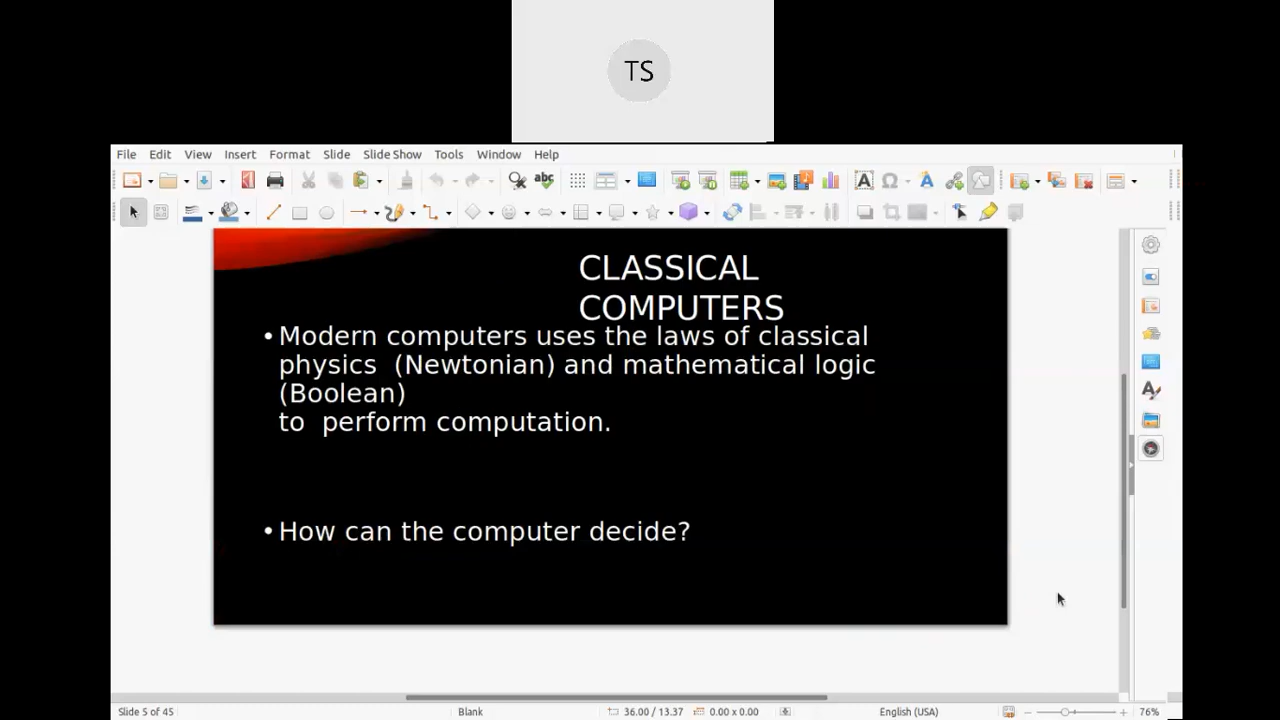 TS
File Edit View Insert Format Slide Slide Show Tools Window Help
abc
CLASSICAL
COMPUTERS
• Modern computers uses the laws of classical
physics (Newtonian) and mathematical logic
(Boolean)
to perform computation.
• How can the computer decide?
Slide 5 of 45 Blank 36.00 / 13.37 0.00 x 0.00 English (USA) 76%